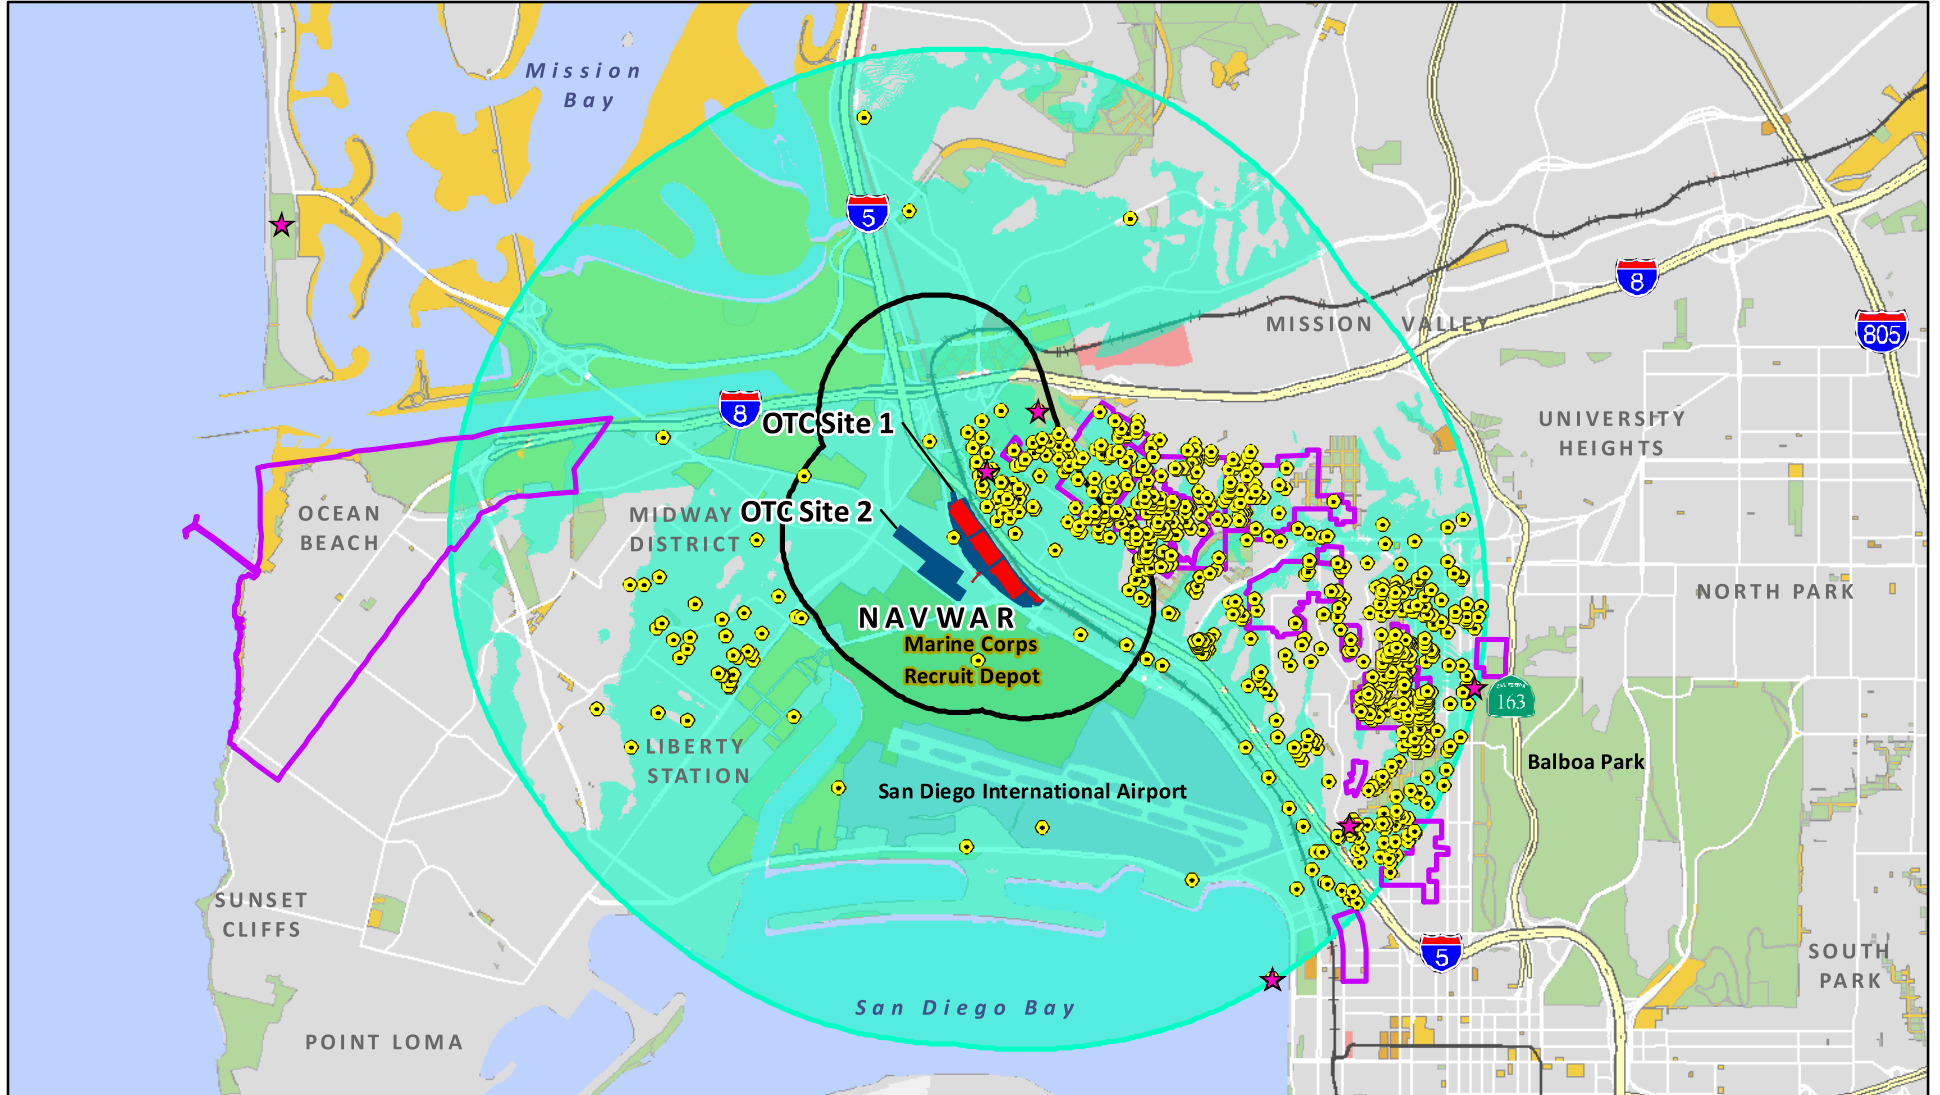 Mission
Bay
5
8
MISSION VALLEY
805
8
OTC Site 1
UNIVERSITY
HEIGHTS
OCEAN
BEACH
MIDWAY
DISTRICT
OTC Site 2
NORTH PARK
NAVWAR
Marine Corps
Recruit Depot
163
LIBERTY
STATION
Balboa Park
San Diego International Airport
SUNSET
CLIFFS
5
SOUTH
PARK
San Diego Bay
POINT LOMA